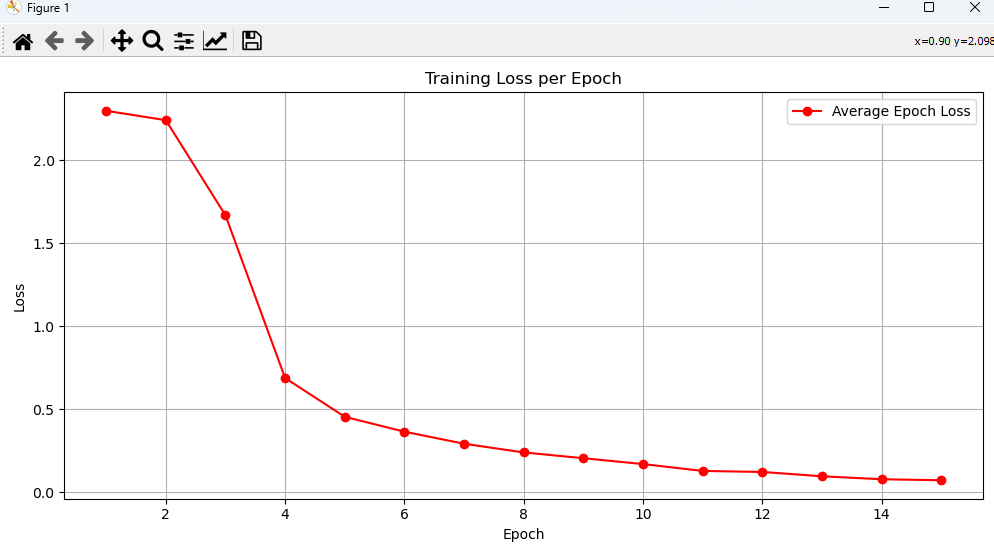 Figure 1
x=0.90 y=2.098
Training Loss per Epoch
Average Epoch Loss
2.0
1.5
1.0
0.5
0.0
Loss
2 4 6 8 10 12 14
Epoch